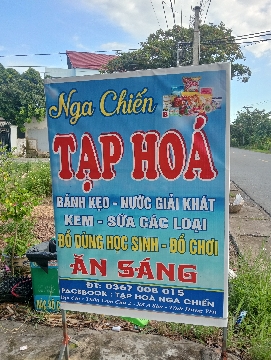 Nga Chiến
TẠP HOÁ
BÁNH KẸO - NƯỚC GIẢI KHÁT
KEM - SỮA CÁC LOẠI
ĐỒ DÙNG HỌC SINH - ĐỒ CHƠI
ĂN SÁNG
ĐT: 0367 008 015
FACEBOOK : TẠP HOÁ NGA CHIẾN